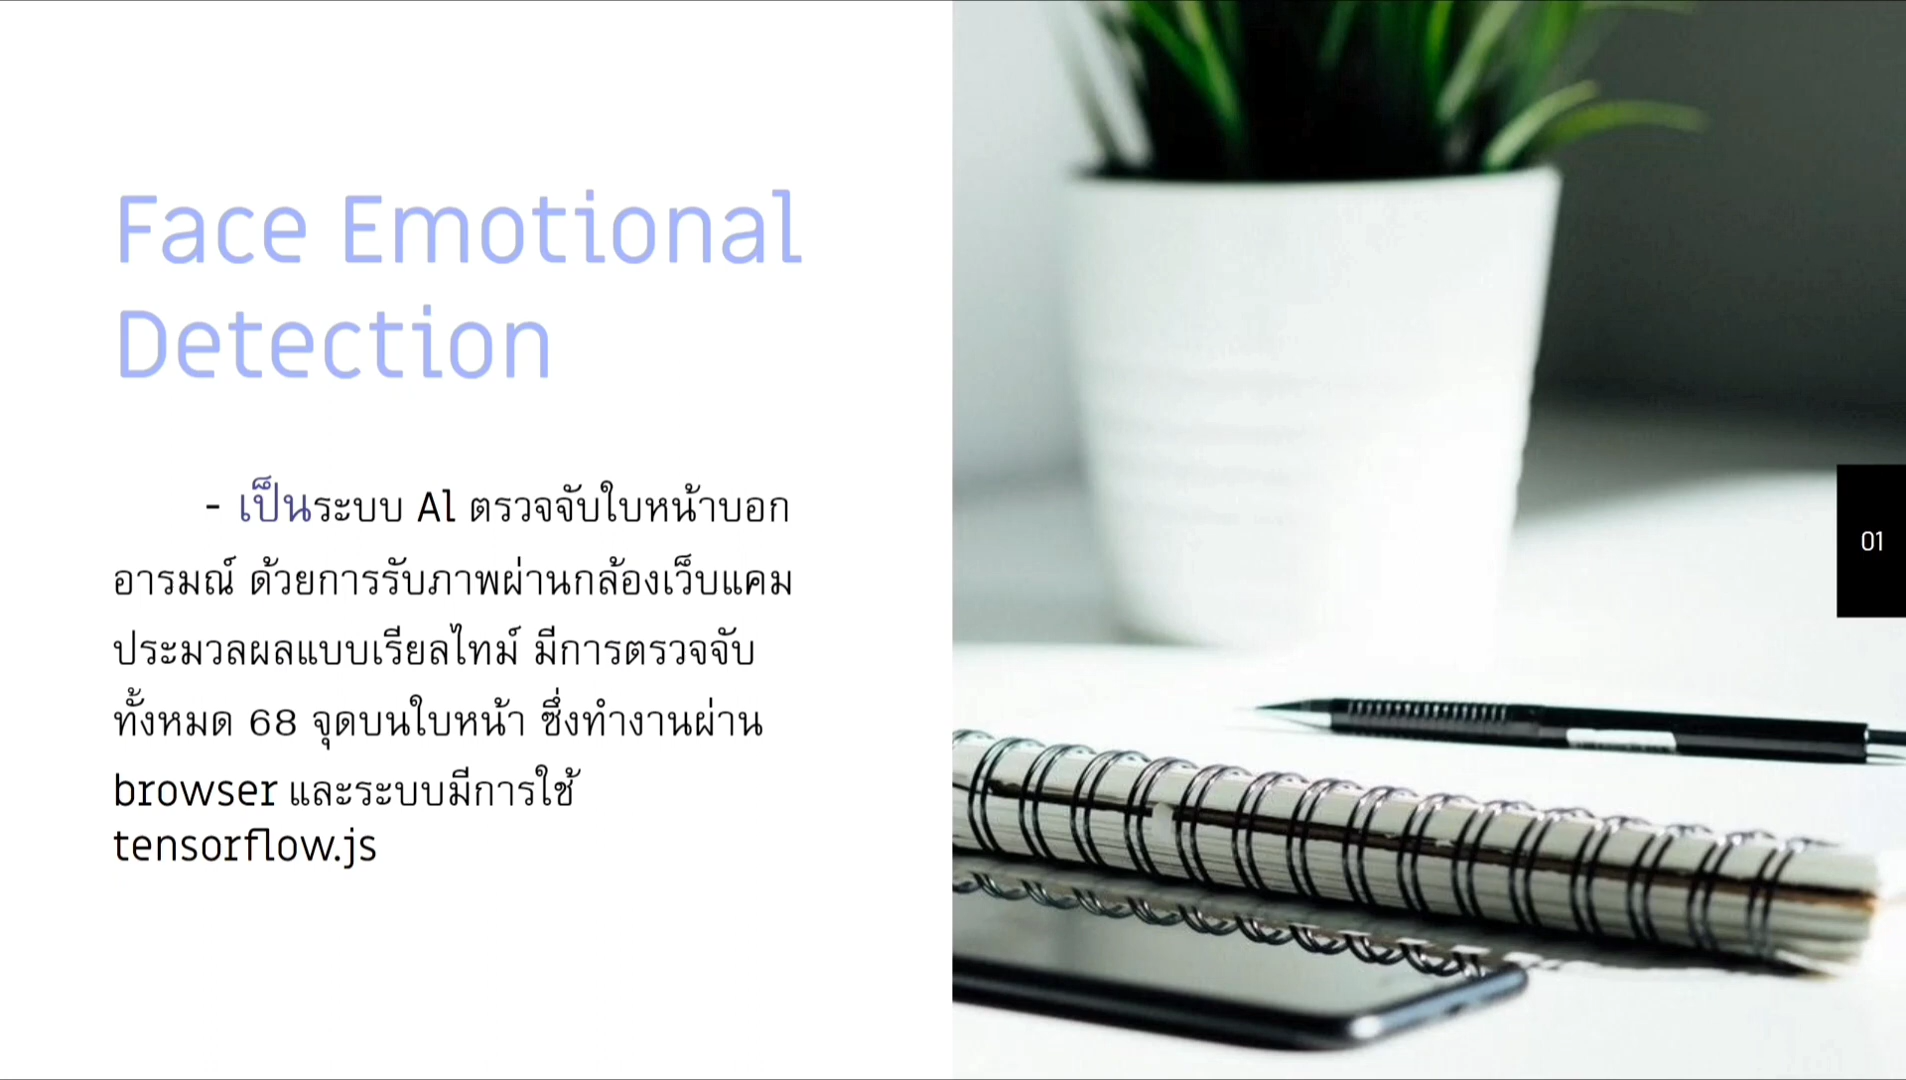 Face Emotional
Detection
- เป็นระบบ Al ตรวจจับใบหน้าบอก
อารมณ์ ด้วยการรับภาพผ่านกล้องเว็บแคม
ประมวลผลแบบเรียลไทม์ มีการตรวจจับ
ทั้งหมด 68 จุดบนใบหน้า ซึ่งทำงานผ่าน
browser และระบบมีการใช้
tensorflow.js
01